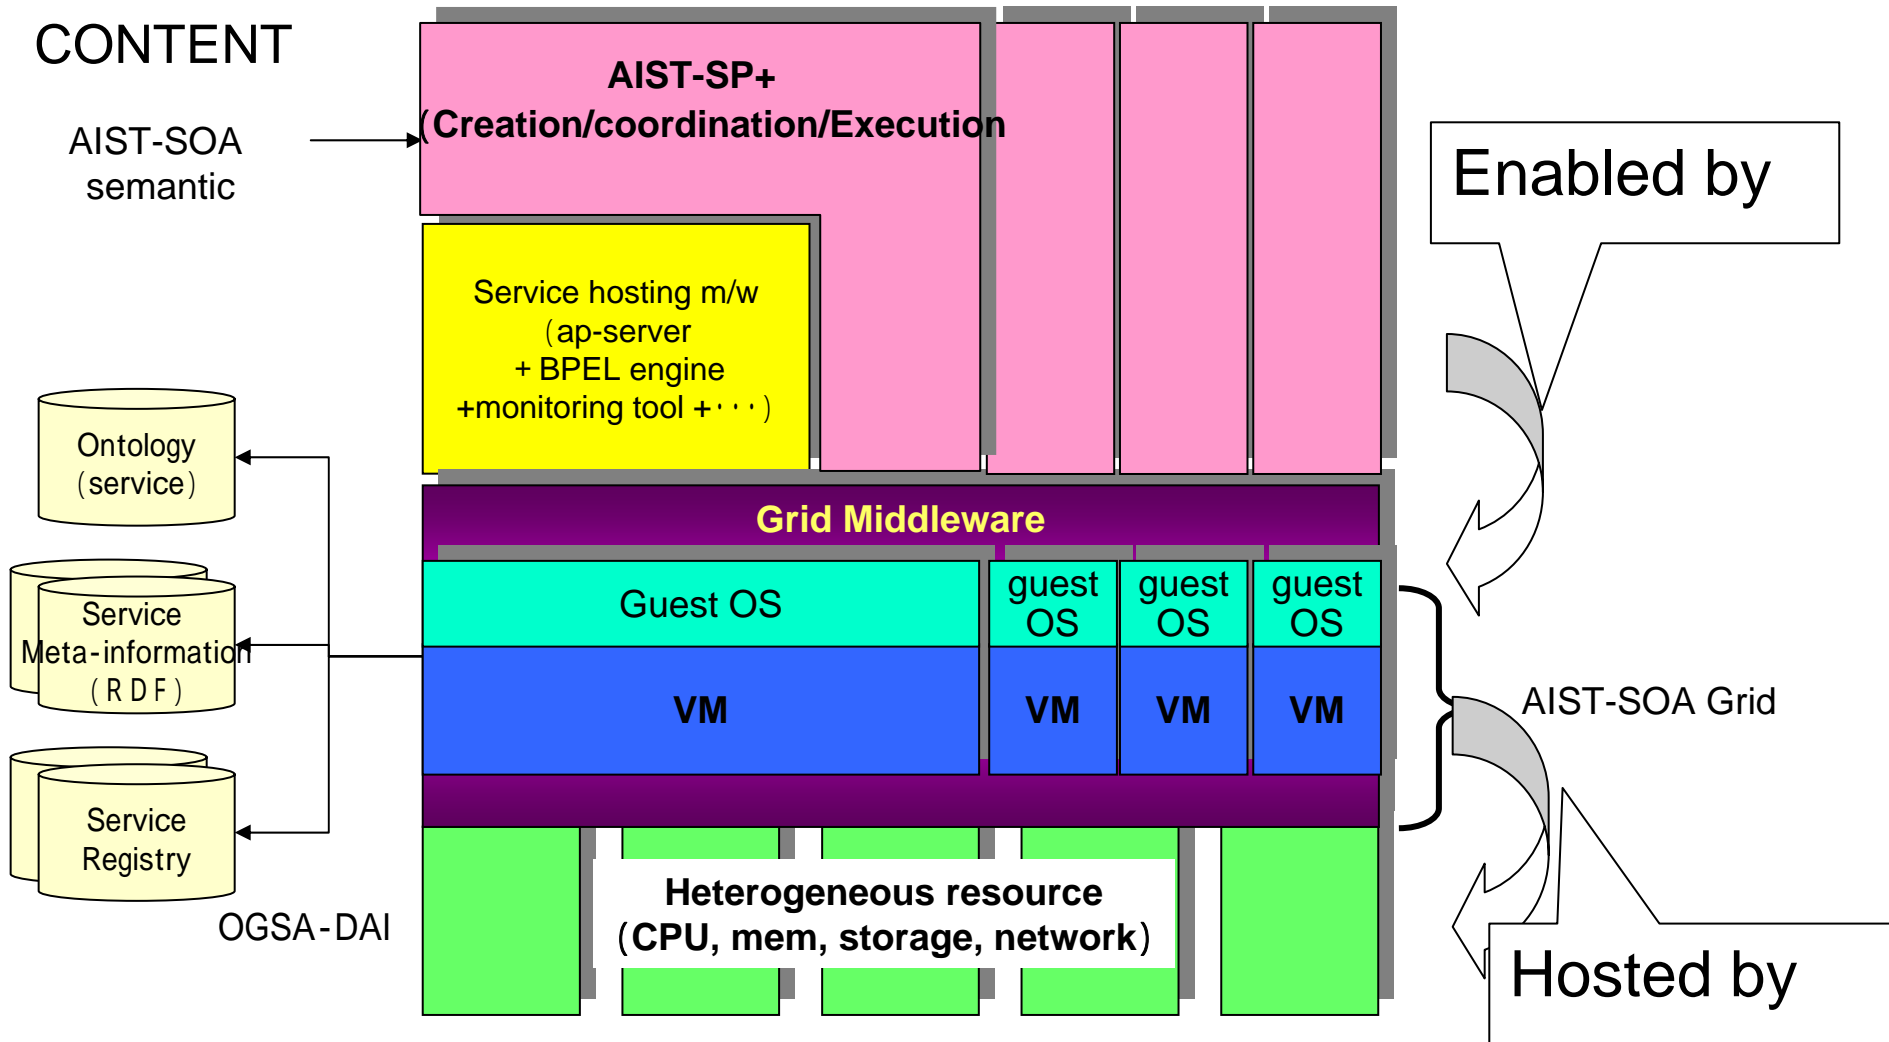 CONTENT
AIST-SOA
semantic
AIST-SP+
(Creation/coordination/Execution
Enabled by
Service hosting m/w
(ap-server
+ BPEL engine
+monitoring tool +･･･)
Ontology
(service)
Service
Meta-information
(RDF)
Service
Registry
OGSA-DAI
Grid Middleware
Guest OS
guest
OS
guest
OS
guest
OS
VM
VM
VM
VM
AIST-SOA Grid
Heterogeneous resource
(CPU, mem, storage, network)
Hosted by